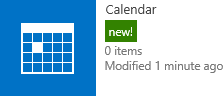 Calendar
new!
0 items
Modified 1 minute ago